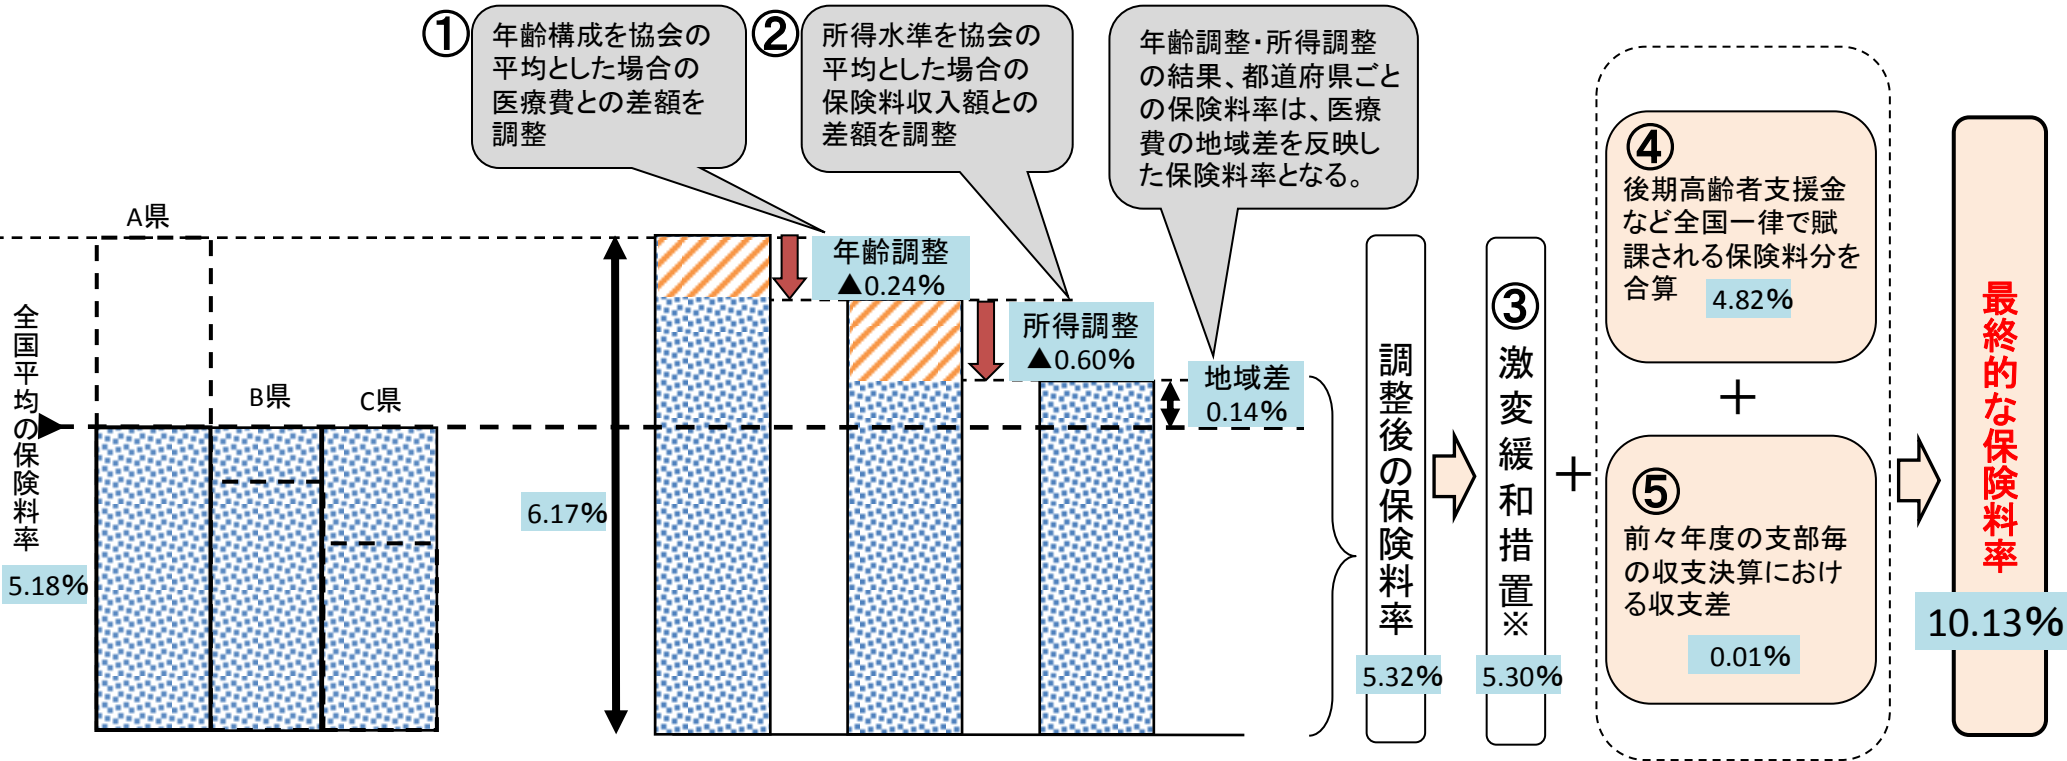 ①
年齢構成を協会の
平均とした場合の
医療費との差額を
調整
②
所得水準を協会の
平均とした場合の
保険料収入額との
差額を調整
年齢調整・所得調整
の結果、都道府県ごと
の保険料率は、医療
費の地域差を反映し
た保険料率となる。
A県
B県
C県
全国平均の保険料率
5.18%
6.17%
年齢調整
▲0.24%
所得調整
▲0.60%
地域差
0.14%
調整後の保険料率
5.32%
③
激変緩和措置※
5.30%
＋
④
後期高齢者支援金
など全国一律で賦
課される保険料分を
合算
4.82%
＋
⑤
前々年度の支部毎
の収支決算におけ
る収支差
0.01%
最終的な保険料率
10.13%